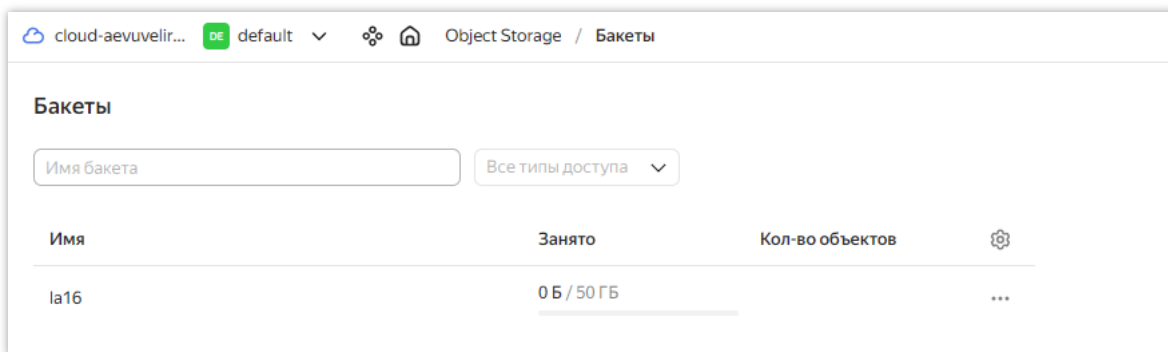 cloud-aevuvelir... DE default Object Storage / Бакеты
Бакеты
Имя бакета Все типы доступа
Имя Занято Кол-во объектов
la16 0 Б / 50 ГБ